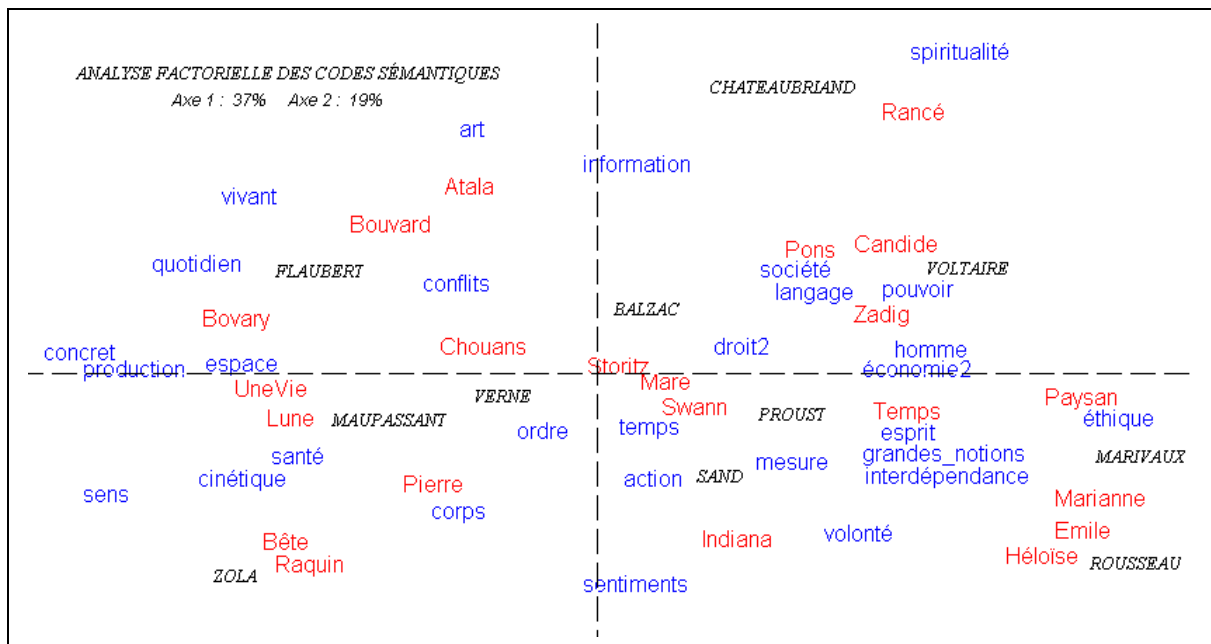 spiritualité
ANALYSE FACTORIELLE DES CODES SÉMANTIQUES
CHATEAUBRIAND
Axe 1 : 37% Axe 2 : 19%
Rancé
art
information
Atala
vivant
Bouvard
Pons Candide
quotidien FLAUBERT société VOLTAIRE
conflits langage pouvoir
BALZAC
Bovary Zadig
concret Chouans droit2 homme
production espace Storitz économie2
UneVie Mare
VERNE Swann Paysan
Lune MAUPASSANT PROUST Temps éthique
ordre temps esprit
santé mesure grandes_notions MARIVAUX
cinétique action SAND interdépendance
sens Pierre Marianne
corps
Bête Indiana volonté Emile
Raquin Héloïse ROUSSEAU
ZOLA sentiments